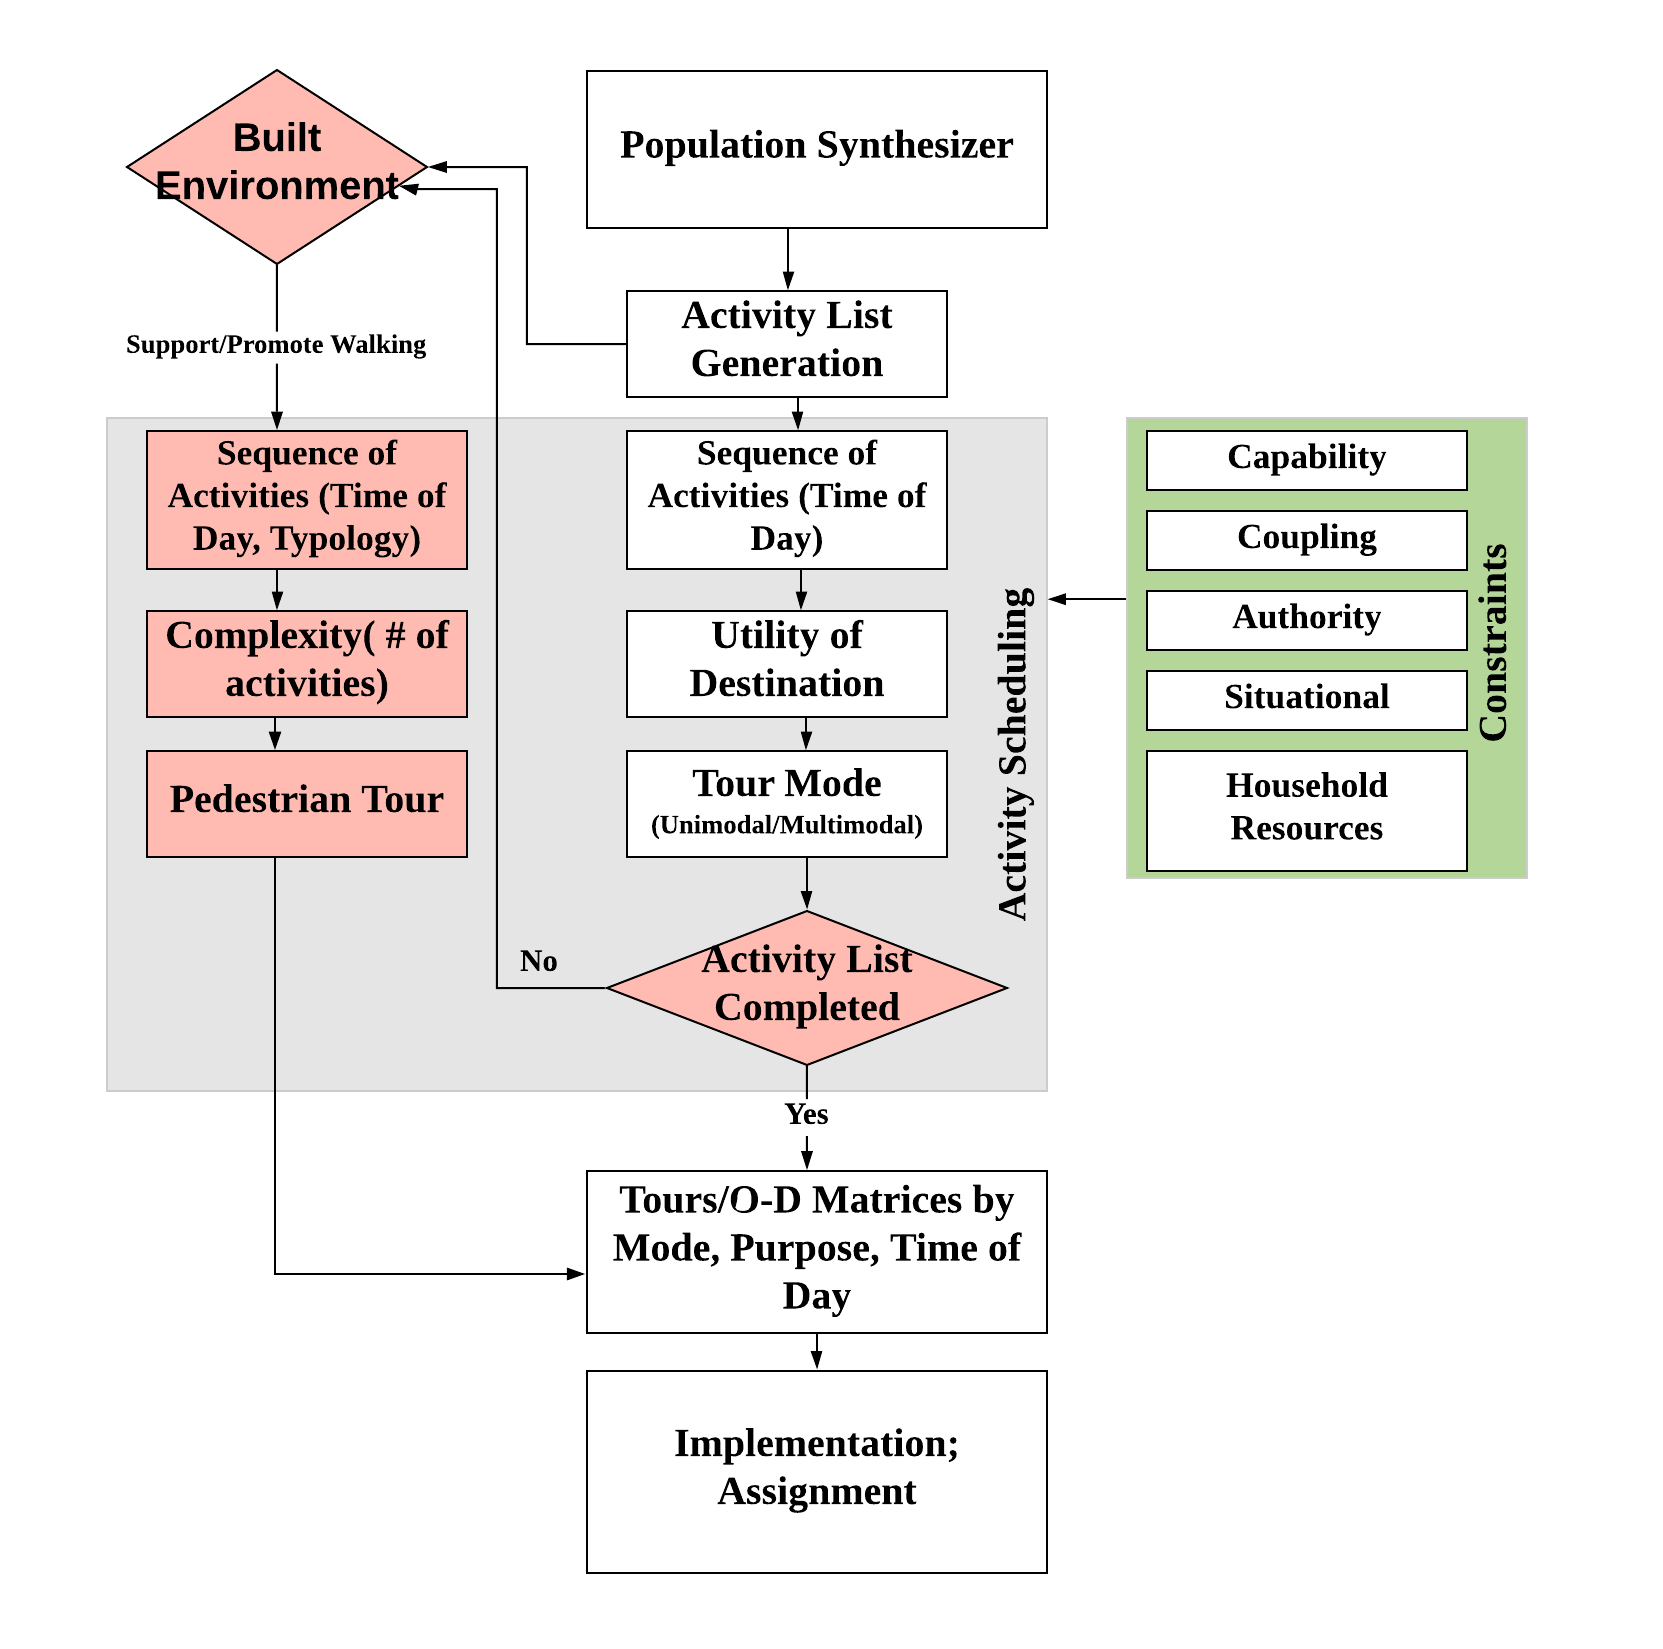 Built
Environment
Population Synthesizer
Activity List
Generation
Support/Promote Walking
Sequence of
Activities (Time of
Day, Typology)
Complexity( # of
activities)
Pedestrian Tour
Sequence of
Activities (Time of
Day)
Utility of
Destination
Tour Mode
(Unimodal/Multimodal)
Activity List
Completed
No
Yes
Activity Scheduling
Capability
Coupling
Authority
Situational
Household
Resources
Constraints
Tours/O-D Matrices by
Mode, Purpose, Time of
Day
Implementation;
Assignment